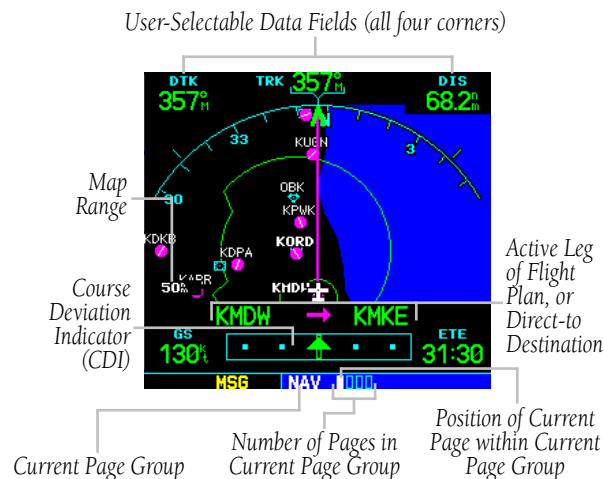 User-Selectable Data Fields (all four corners)
DTK
TRK 357°M
DIS
357°M
68.2nm
N
33
3
KUGN
30
OBK
KPWK
KDKB
KDPA
KORD
KARR
KMDW
50nm
Map
Range
KMDW → KMKE
Active Leg
of Flight
Plan, or
Direct-to
Destination
Course
Deviation
Indicator
(CDI)
GS
130kt
ETE
31:30
MSG
NAV
Current Page Group
Number of Pages in
Current Page Group
Position of Current
Page within Current
Page Group